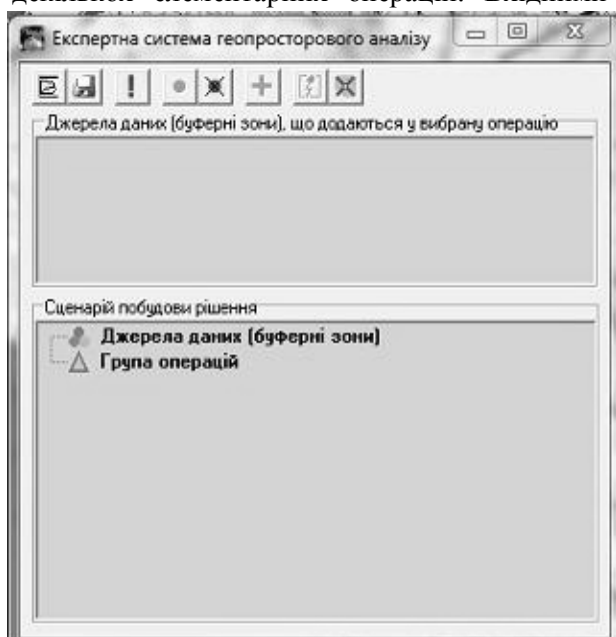 Експертна система геопросторового аналізу
Джерела даних (буферні зони), що додаються у вибрану операцію
Сценарій побудови рішення
Джерела даних (буферні зони)
Група операцій